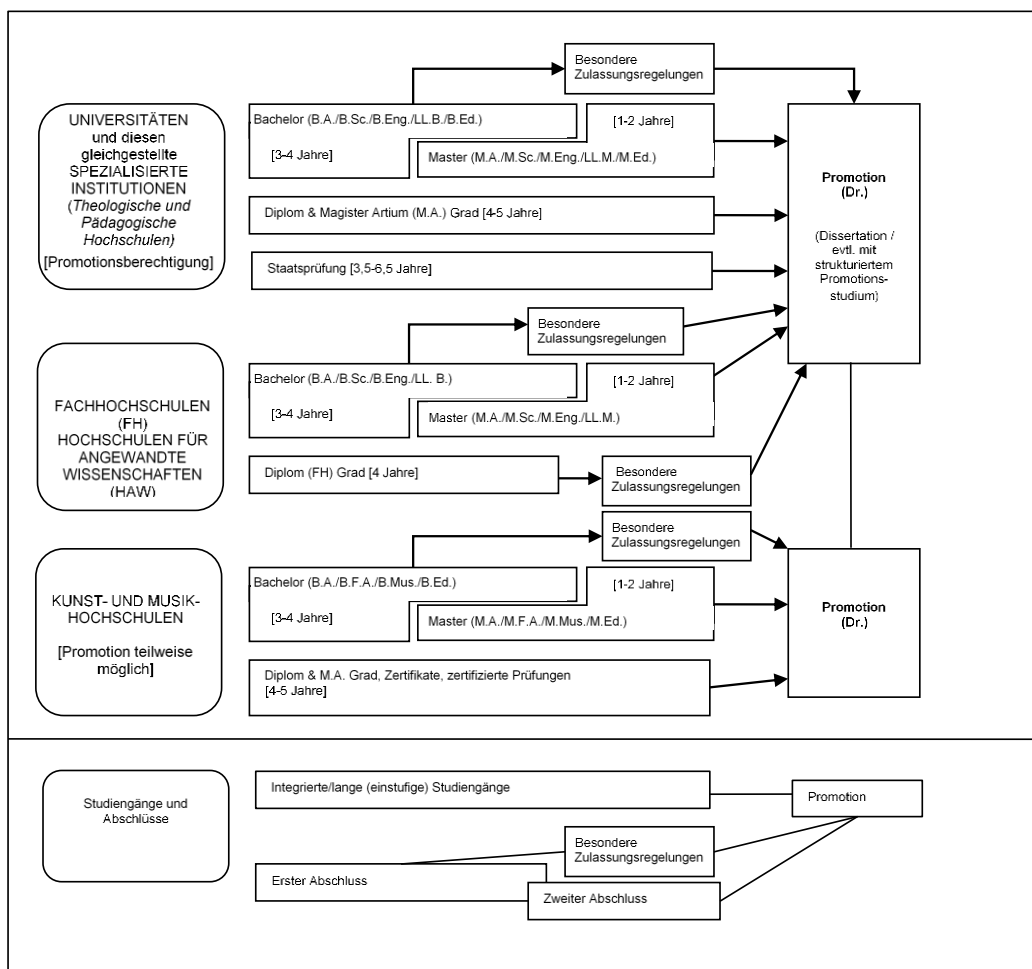 Besondere
Zulassungsregelungen
UNIVERSITÄTEN
und diesen
gleichgestellte
SPEZIALISIERTE
INSTITUTIONEN
(Theologische und
Pädagogische
Hochschulen)
[Promotionsberechtigung]
Bachelor (B.A./B.Sc./B.Eng./LL.B./B.Ed.)
[1-2 Jahre]
[3-4 Jahre]
Master (M.A./M.Sc./M.Eng./LL.M./M.Ed.)
Diplom & Magister Artium (M.A.) Grad [4-5 Jahre]
Staatsprüfung [3,5-6,5 Jahre]
Promotion
(Dr.)
(Dissertation /
evtl. mit
strukturiertem
Promotions-
studium)
Besondere
Zulassungsregelungen
FACHHOCHSCHULEN
(FH)
HOCHSCHULEN FÜR
ANGEWANDTE
WISSENSCHAFTEN
(HAW)
Bachelor (B.A./B.Sc./B.Eng./LL. B.)
[1-2 Jahre]
[3-4 Jahre]
Master (M.A./M.Sc./M.Eng./LL.M.)
Diplom (FH) Grad [4 Jahre]
Besondere
Zulassungsregelungen
Besondere
Zulassungsregelungen
KUNST- UND MUSIK-
HOCHSCHULEN
[Promotion teilweise
möglich]
Bachelor (B.A./B.F.A./B.Mus./B.Ed.)
[1-2 Jahre]
[3-4 Jahre]
Master (M.A./M.F.A./M.Mus./M.Ed.)
Diplom & M.A. Grad, Zertifikate, zertifizierte Prüfungen
[4-5 Jahre]
Promotion
(Dr.)
Studiengänge und
Abschlüsse
Integrierte/lange (einstufige) Studiengänge
Promotion
Besondere
Zulassungsregelungen
Erster Abschluss
Zweiter Abschluss